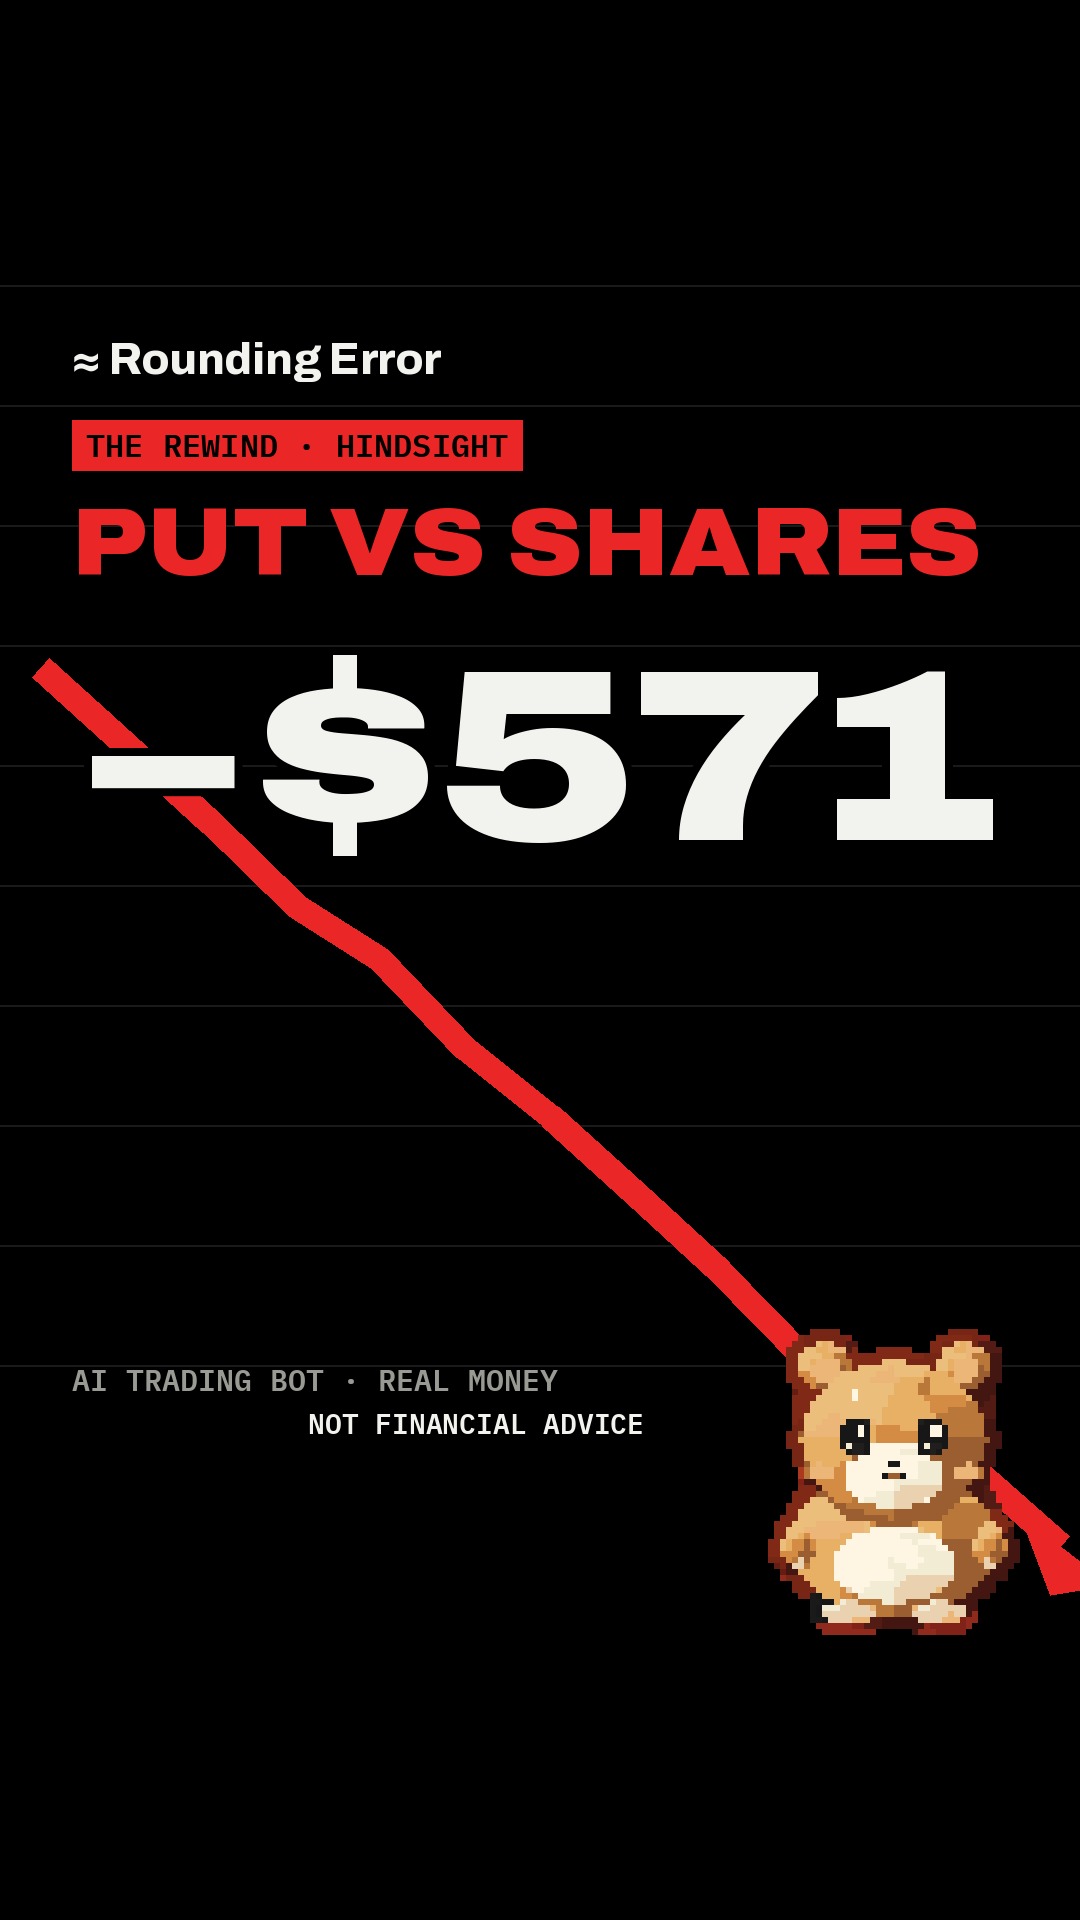 ≈ Rounding Error
THE REWIND · HINDSIGHT
PUT VS SHARES
–$571
AI TRADING BOT · REAL MONEY
NOT FINANCIAL ADVICE